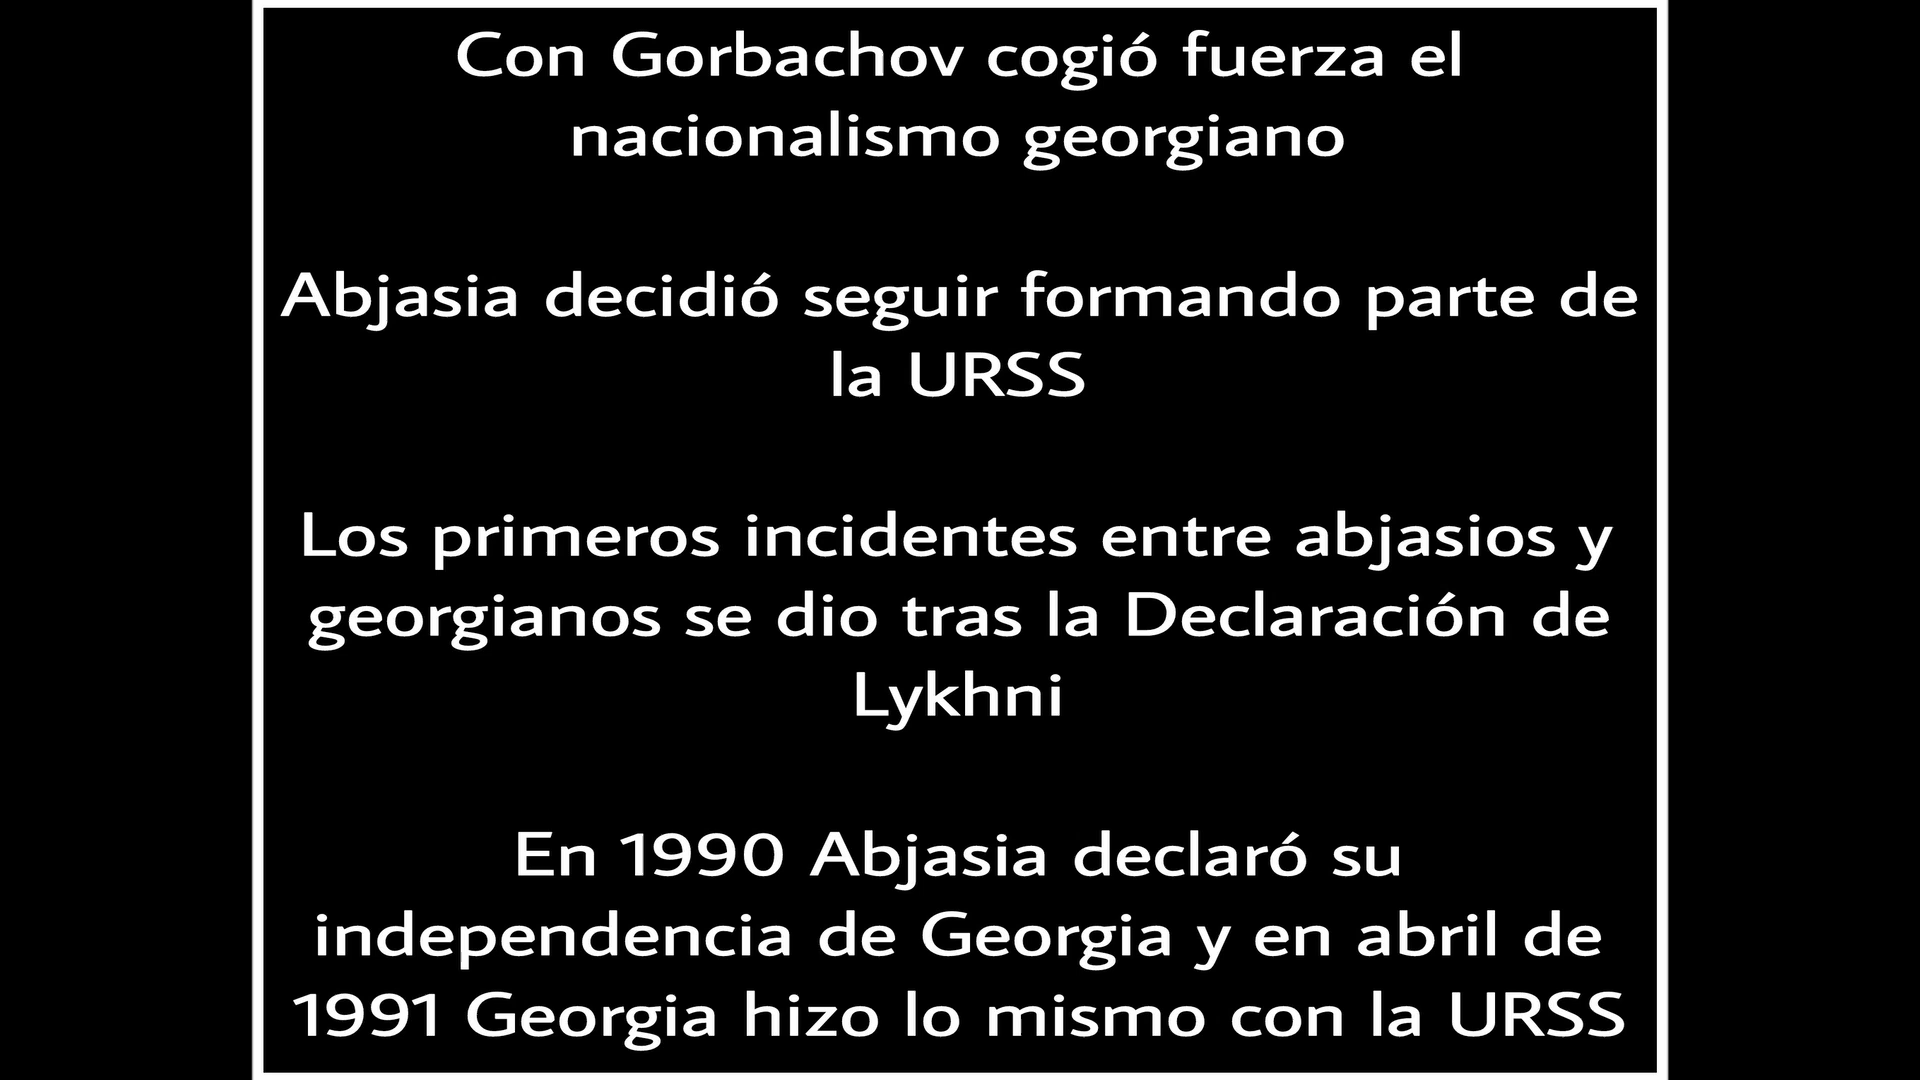 Con Gorbachov cogió fuerza el
nacionalismo georgiano
Abjasia decidió seguir formando parte de
la URSS
Los primeros incidentes entre abjasios y
georgianos se dio tras la Declaración de
Lykhni
En 1990 Abjasia declaró su
independencia de Georgia y en abril de
1991 Georgia hizo lo mismo con la URSS